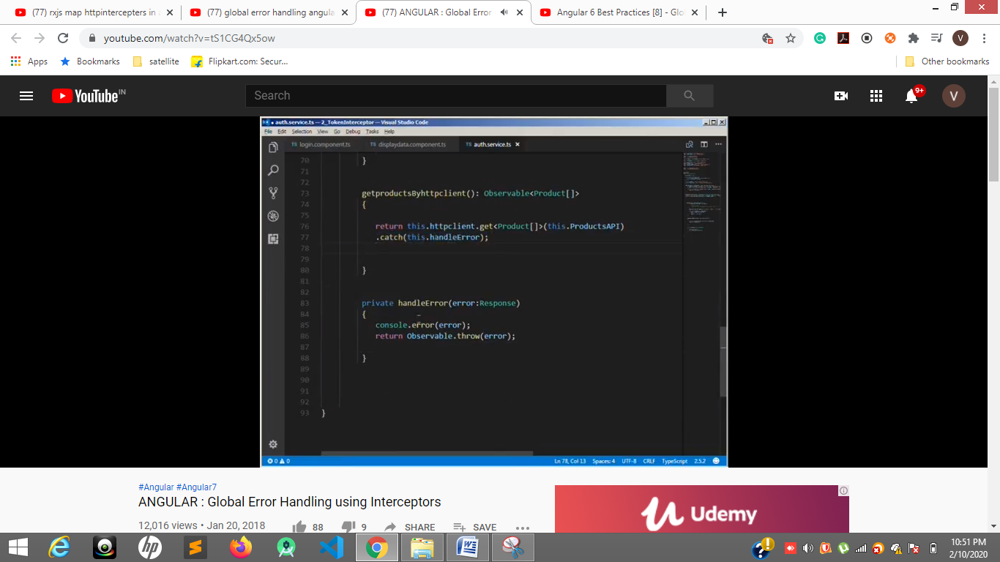 (77) rxjs map httpintercepters in a
(77) global error handling angula
(77) ANGULAR : Global Error
Angular 6 Best Practices [8] - Glo
youtube.com/watch?v=tS1CG4Qx5ow
V
Apps
Bookmarks
satellite
Flipkart.com: Secur...
Other bookmarks
YouTube IN
Search
9+
V
auth.service.ts — 2_TokenInterceptor — Visual Studio Code
File Edit Selection View Go Debug Tasks Help
TS login.component.ts
TS displaydata.component.ts
TS auth.service.ts
70 }
71
72
73 getproductsByhttpclient(): Observable<Product[]>
74 {
75
76 return this.httpclient.get<Product[]>(this.ProductsAPI)
77 .catch(this.handleError);
78
79
80 }
81
82
83 private handleError(error:Response)
84 {
85 console.error(error);
86 return Observable.throw(error);
87
88 }
89
90
91
92
93 }
0 0
Ln 78, Col 13 Spaces: 4 UTF-8 CRLF TypeScript 2.5.2
#Angular #Angular7
ANGULAR : Global Error Handling using Interceptors
12,016 views • Jan 20, 2018
88
9
SHARE
SAVE
Udemy
10:51 PM
2/10/2020